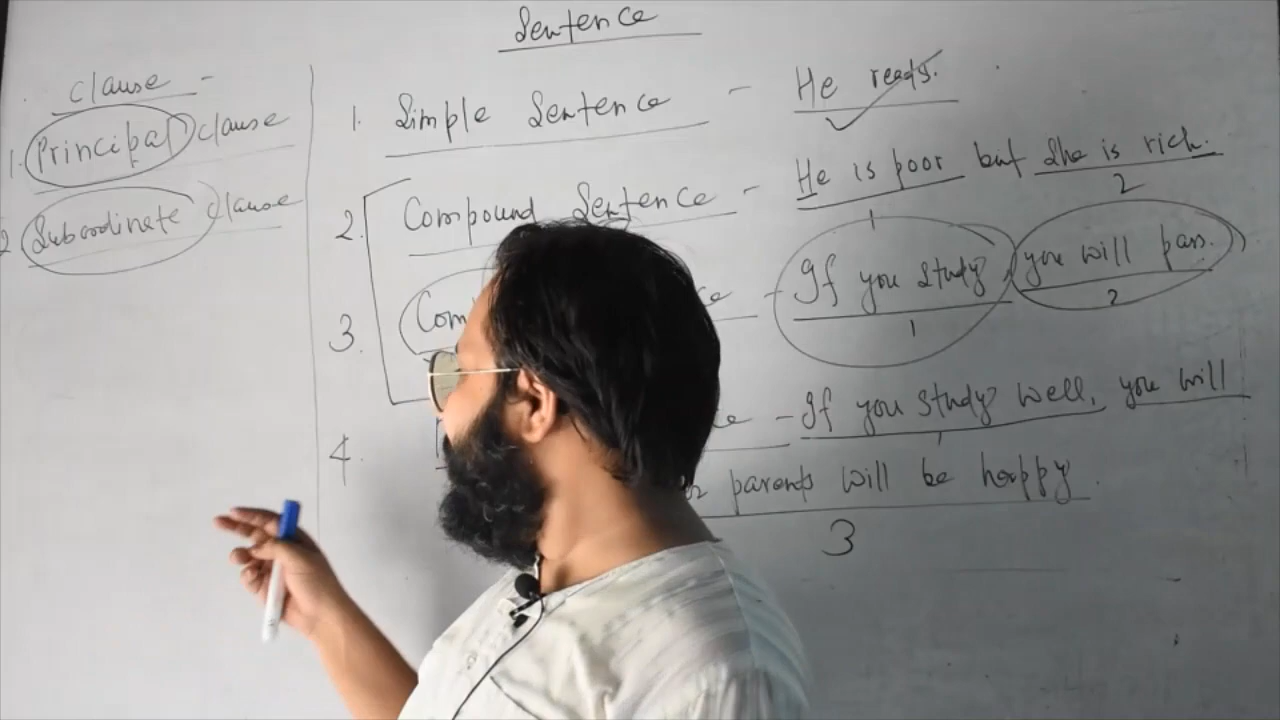 Sentence
Clause -
1. Principal clause
2 Subordinate clause
1. Simple Sentence - He reads.
2. Compound Sentence - He is poor but She is rich.
1 2
3. Com - If you study, you will pass.
1 2
4. - If you study well, you will
1
parents will be happy.
3